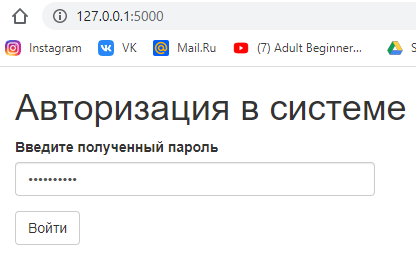 127.0.0.1:5000
Instagram VK Mail.Ru (7) Adult Beginner... S
Авторизация в системе
Введите полученный пароль
••••••••••
Войти